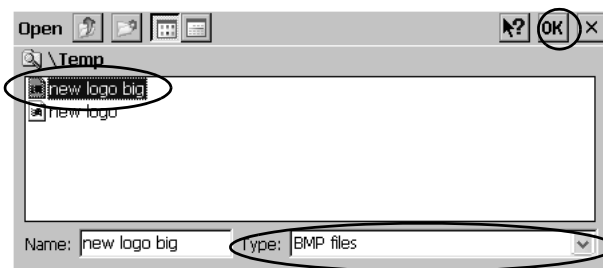 Open ? OK ×
\Temp
new logo big
new logo
Name: new logo big Type: BMP files